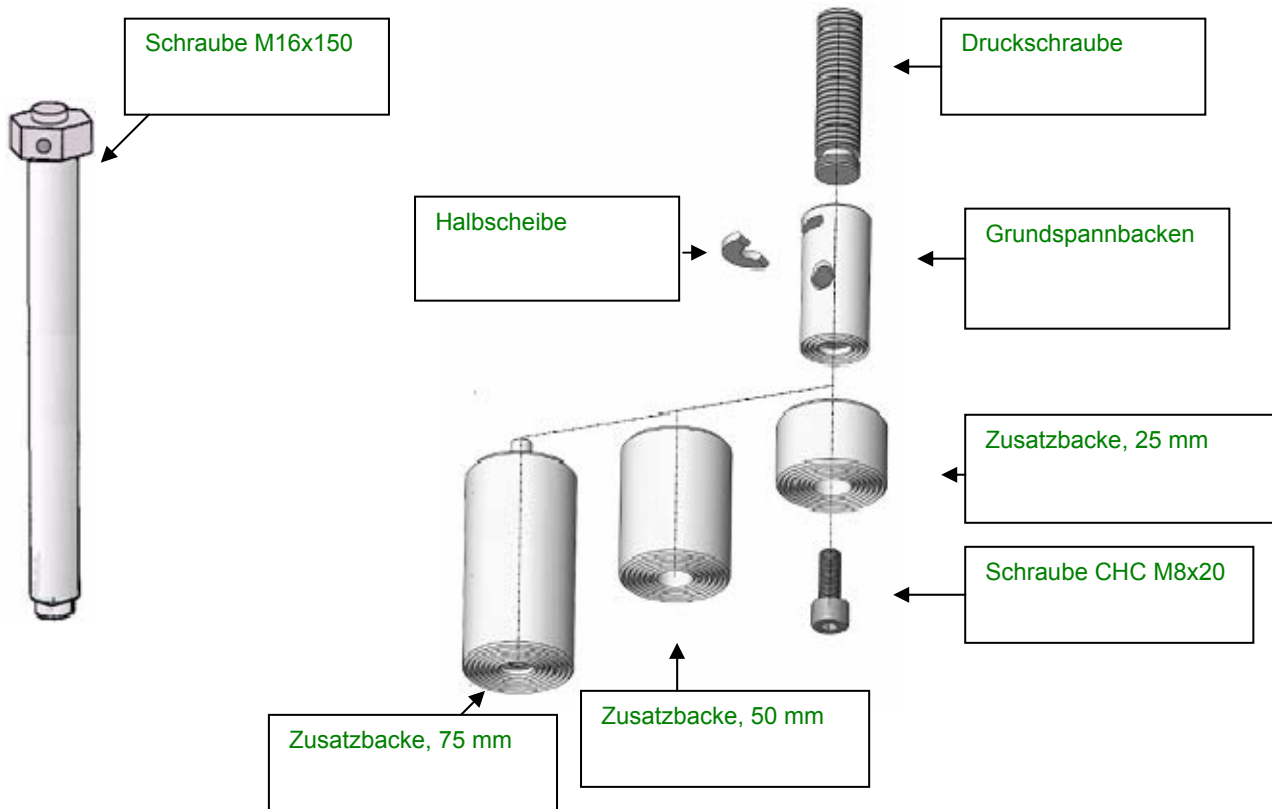 Schraube M16x150
Druckschraube
Halbscheibe
Grundspannbacken
Zusatzbacke, 25 mm
Schraube CHC M8x20
Zusatzbacke, 50 mm
Zusatzbacke, 75 mm